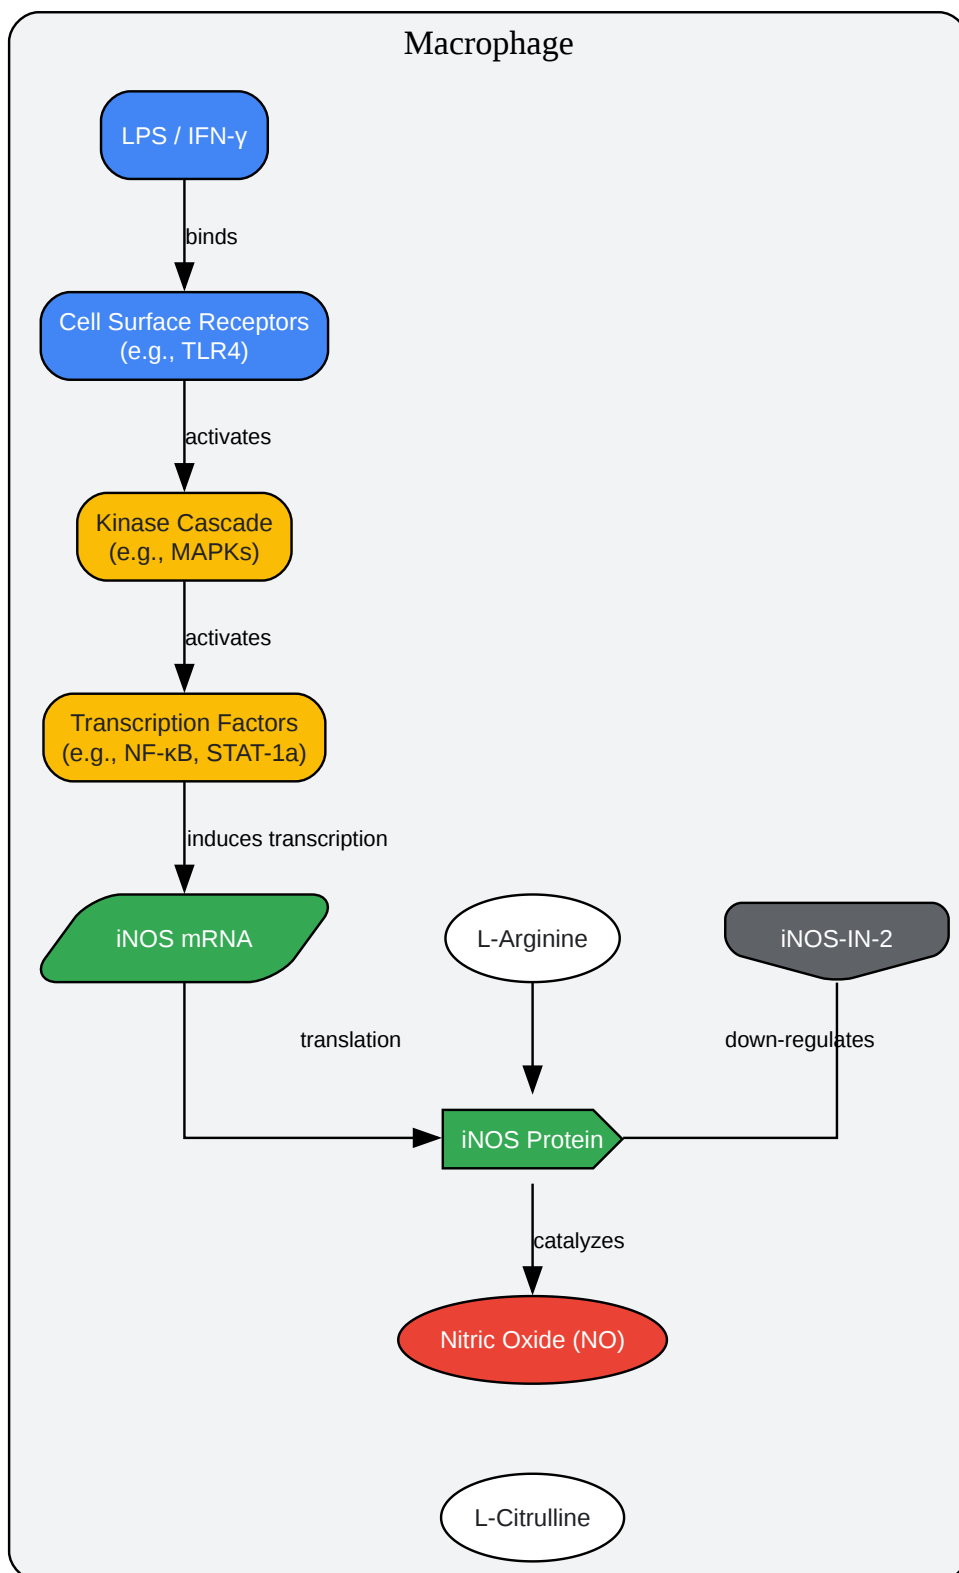 Macrophage
LPS / IFN-γ
binds
Cell Surface Receptors
(e.g., TLR4)
activates
Kinase Cascade
(e.g., MAPKs)
activates
Transcription Factors
(e.g., NF-κB, STAT-1a)
induces transcription
iNOS mRNA
L-Arginine
iNOS-IN-2
translation
down-regulates
iNOS Protein
catalyzes
Nitric Oxide (NO)
L-Citrulline